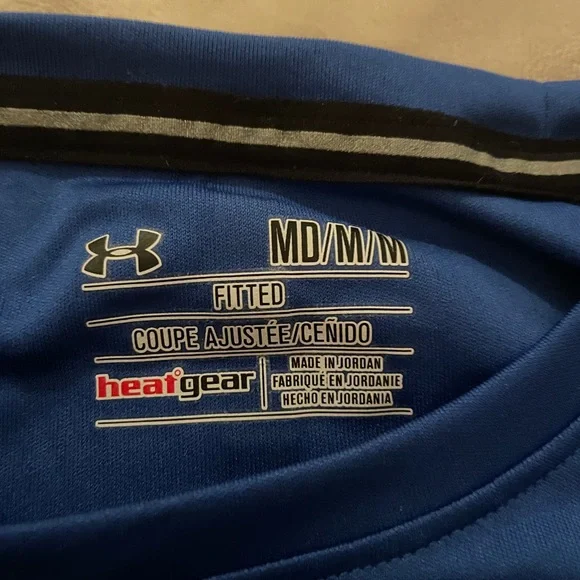 MD/M/M
FITTED
COUPE AJUSTÉE/CEÑIDO
heatgear
MADE IN JORDAN
FABRIQUÉ EN JORDANIE
HECHO EN JORDANIA